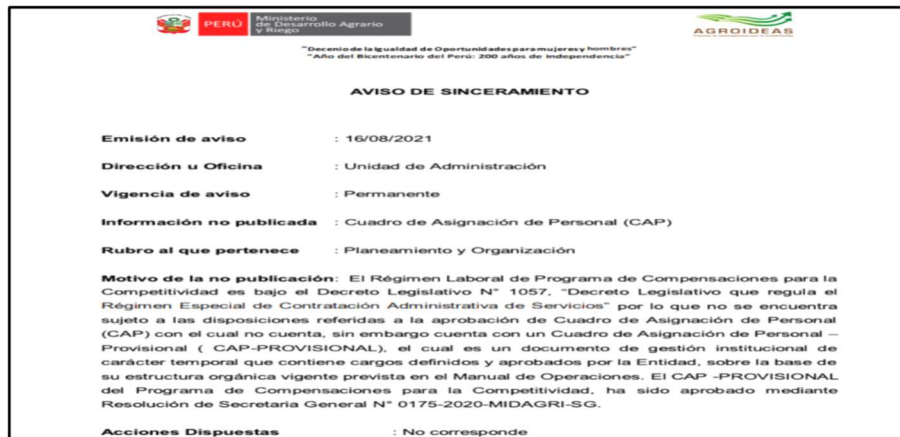 PERÚ
Ministerio
de Desarrollo Agrario
y Riego
AGROIDEAS
"Decenio de la Igualdad de Oportunidades para mujeres y hombres"
"Año del Bicentenario del Perú: 200 años de independencia"
AVISO DE SINCERAMIENTO
Emisión de aviso : 16/08/2021
Dirección u Oficina : Unidad de Administración
Vigencia de aviso : Permanente
Información no publicada : Cuadro de Asignación de Personal (CAP)
Rubro al que pertenece : Planeamiento y Organización
Motivo de la no publicación: El Régimen Laboral de Programa de Compensaciones para la
Competitividad es bajo el Decreto Legislativo N° 1057, "Decreto Legislativo que regula el
Régimen Especial de Contratación Administrativa de Servicios" por lo que no se encuentra
sujeto a las disposiciones referidas a la aprobación de Cuadro de Asignación de Personal
(CAP) con el cual no cuenta, sin embargo cuenta con un Cuadro de Asignación de Personal –
Provisional ( CAP-PROVISIONAL), el cual es un documento de gestión institucional de
carácter temporal que contiene cargos definidos y aprobados por la Entidad, sobre la base de
su estructura orgánica vigente prevista en el Manual de Operaciones. El CAP -PROVISIONAL
del Programa de Compensaciones para la Competitividad, ha sido aprobado mediante
Resolución de Secretaria General N° 0175-2020-MIDAGRI-SG.
Acciones Dispuestas : No corresponde